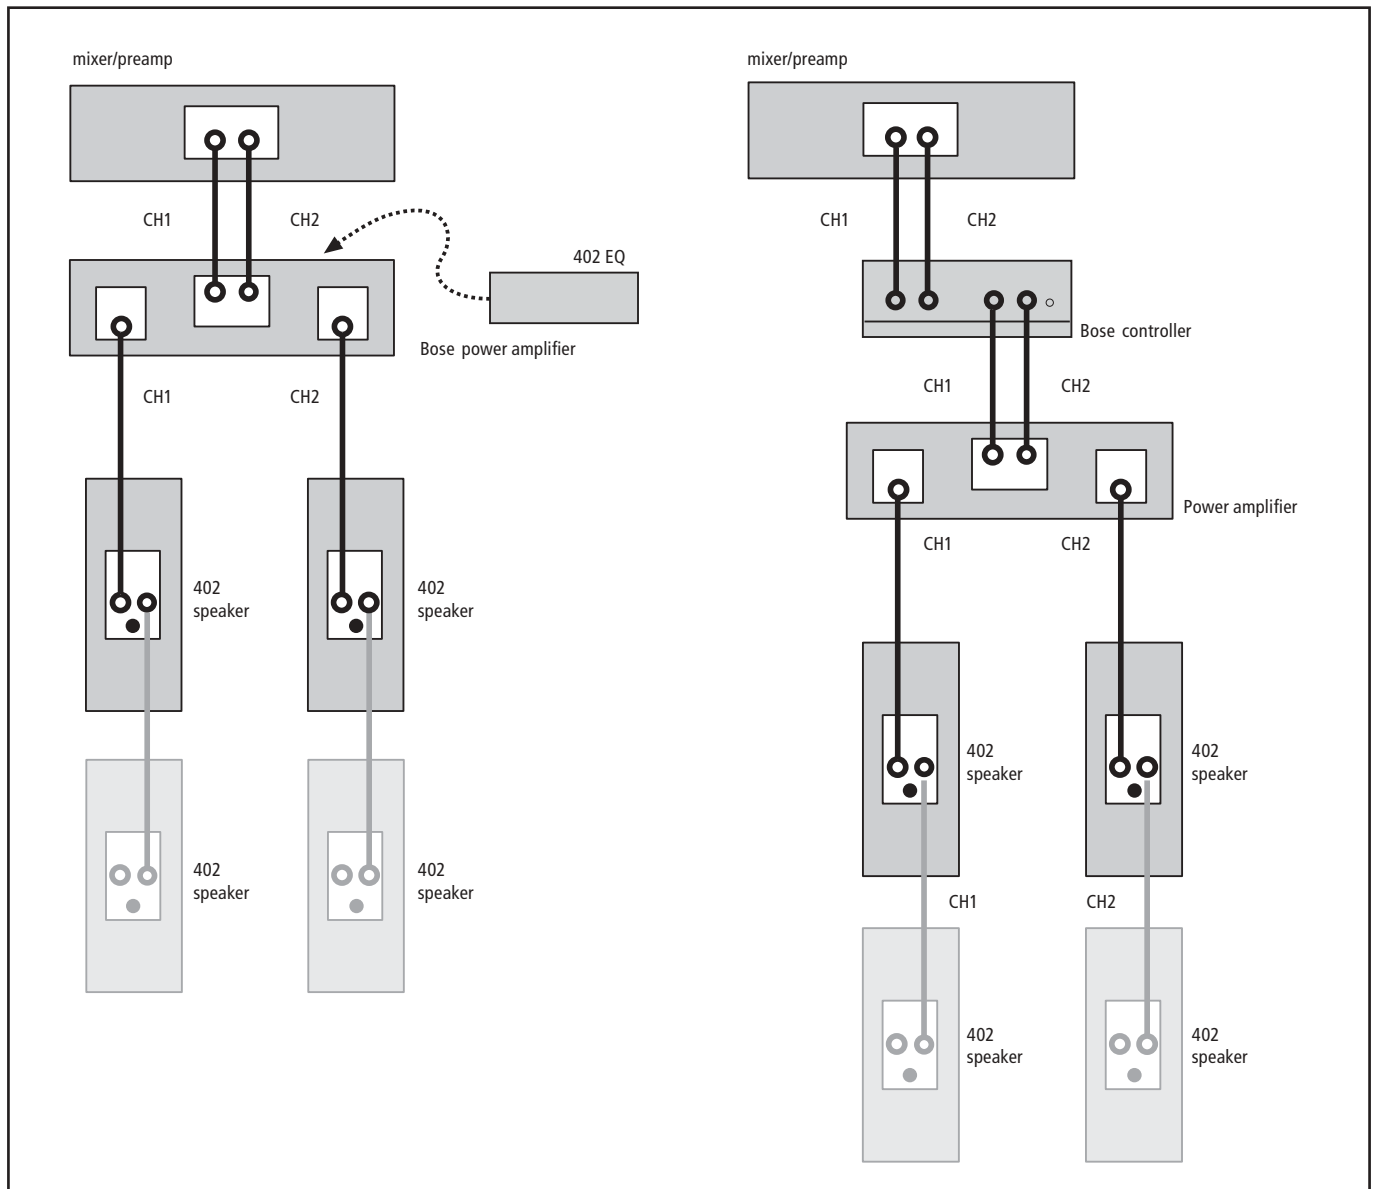 mixer/preamp
CH1
CH2
402 EQ
Bose power amplifier
CH1
CH2
402
speaker
402
speaker
402
speaker
402
speaker
mixer/preamp
CH1
CH2
Bose controller
CH1
CH2
Power amplifier
CH1
CH2
402
speaker
402
speaker
CH1
CH2
402
speaker
402
speaker